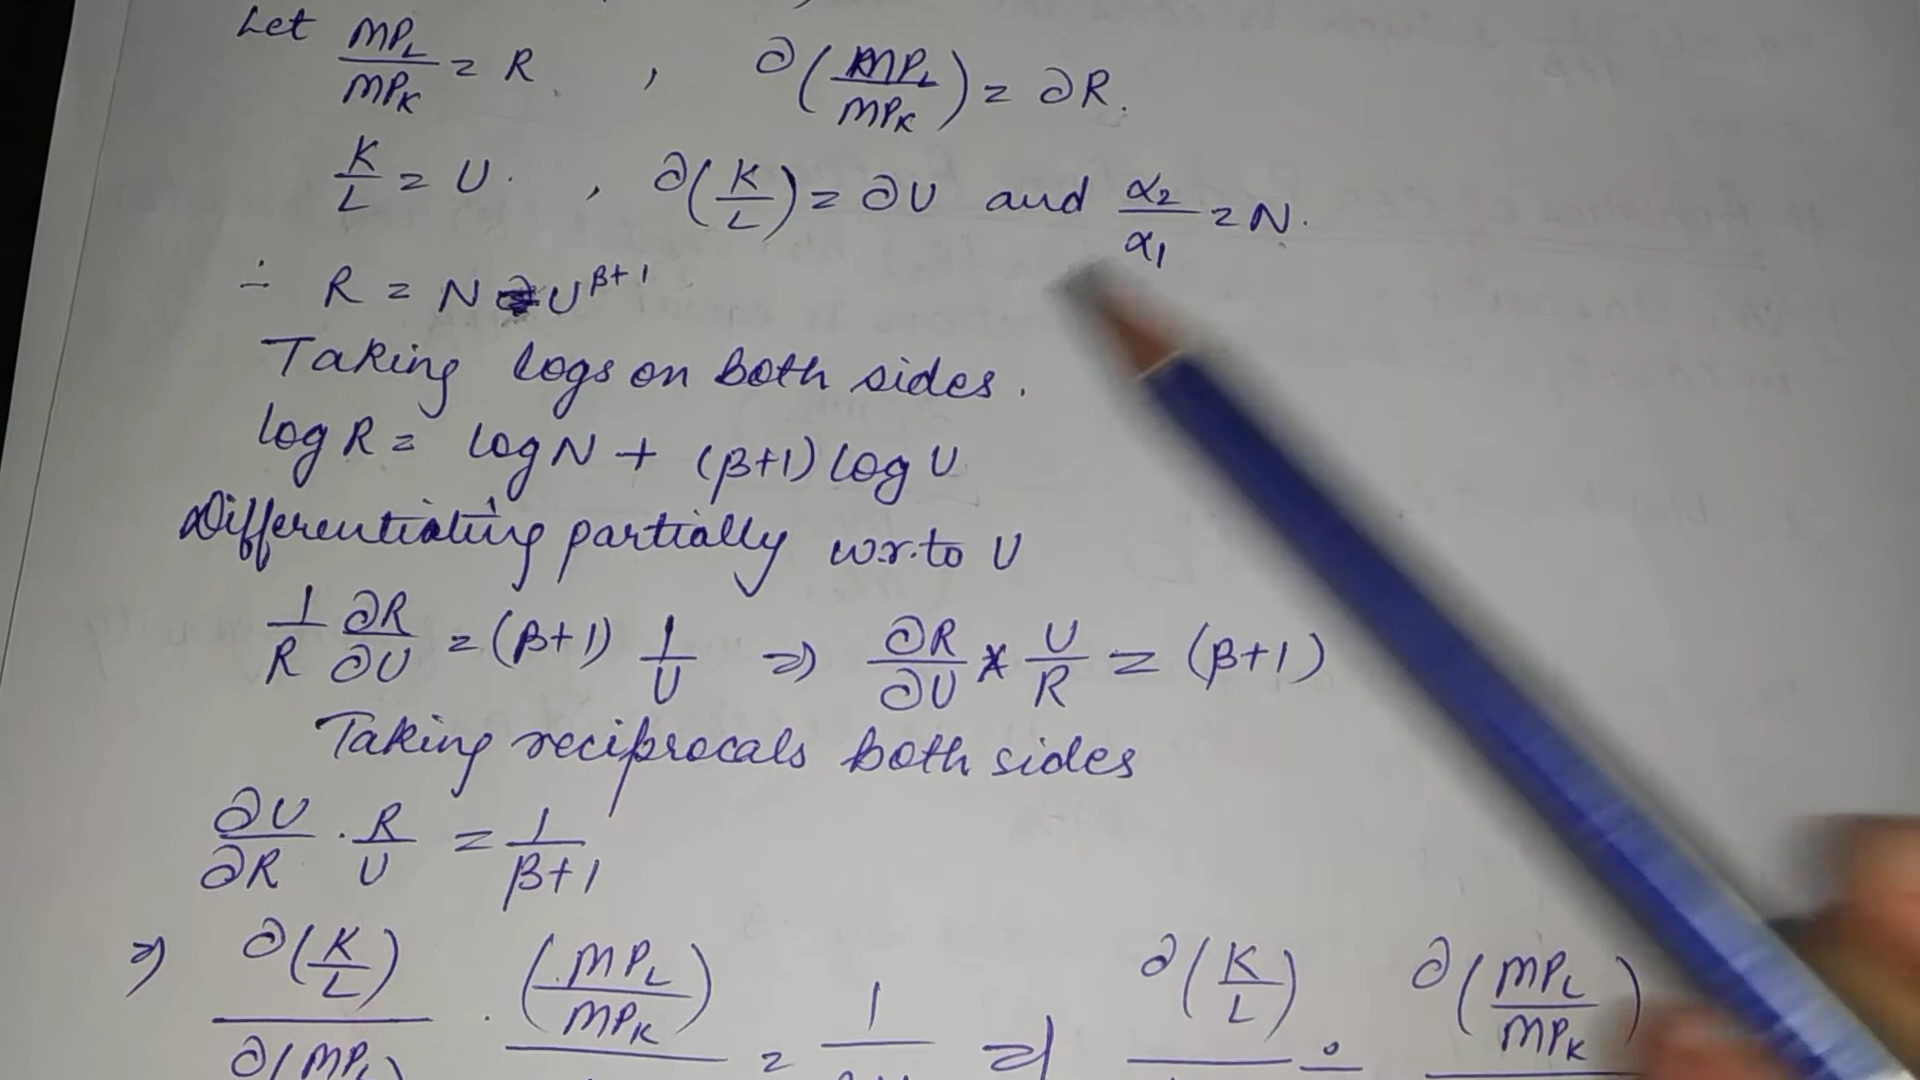 Let MP_L/MP_K = R , ∂(MP_L/MP_K) = ∂R.
K/L = U. , ∂(K/L) = ∂U and α2/α1 = N.
∴ R = N U^(β+1)
Taking logs on both sides.
log R = log N + (β+1) log U
Differentiating partially w.r.to U
1/R ∂R/∂U = (β+1) 1/U ⇒ ∂R/∂U * U/R = (β+1)
Taking reciprocals both sides
∂U/∂R . R/U = 1/β+1
⇒ ∂(K/L)/∂(MP_L . (MP_L/MP_K) = 1/ ⇒ ∂(K/L) ÷ ∂(MP_L/MP_K)